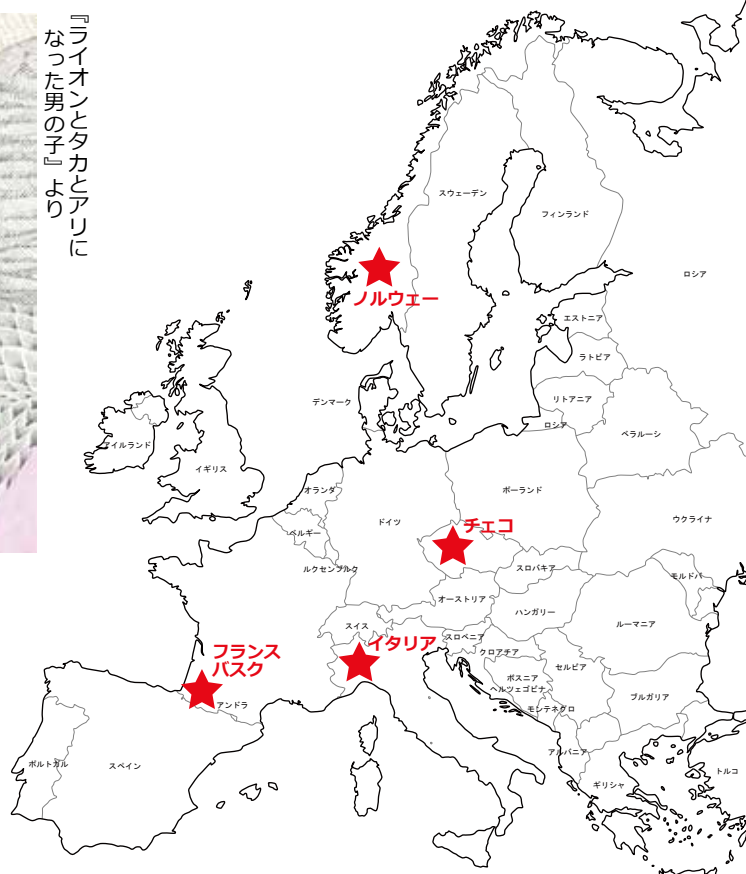 『ライオンとタカとアリに
なった男の子』より
スウェーデン
フィンランド
ロシア
ノルウェー
エストニア
ラトビア
デンマーク
リトアニア
ロシア
ベラルーシ
アイルランド
イギリス
オランダ
ポーランド
ドイツ
チェコ
ウクライナ
ベルギー
ルクセンブルク
スロバキア
モルドバ
オーストリア
ハンガリー
スイス
ルーマニア
イタリア
スロベニア
クロアチア
フランス
バスク
セルビア
ボスニア
ヘルツェゴビナ
ブルガリア
アンドラ
モンテネグロ
アルバニア
ポルトガル
スペイン
トルコ
ギリシャ